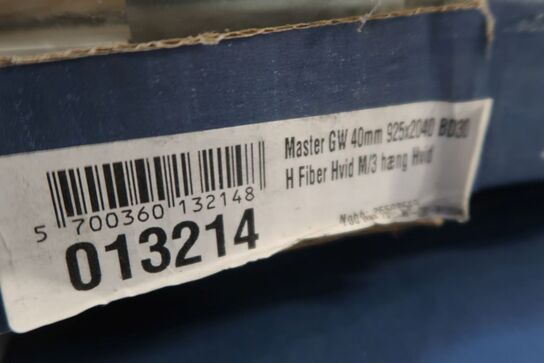 Master GW 40mm 925x2040 BD30
H Fiber Hvid M/3 hæng Hvid
5 700360 132148
013214